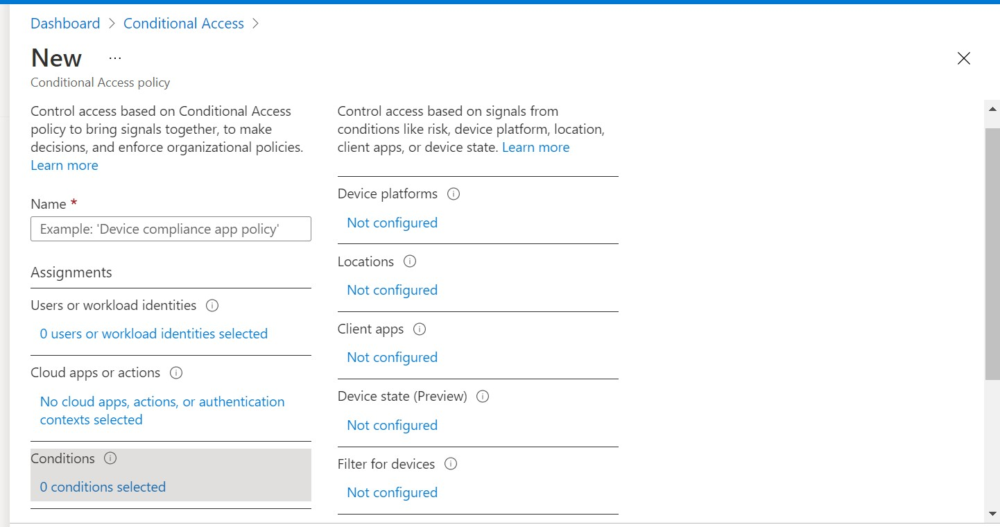 Dashboard > Conditional Access >
New ...
Conditional Access policy
Control access based on Conditional Access
policy to bring signals together, to make
decisions, and enforce organizational policies.
Learn more
Name *
Example: 'Device compliance app policy'
Assignments
Users or workload identities
0 users or workload identities selected
Cloud apps or actions
No cloud apps, actions, or authentication
contexts selected
Conditions
0 conditions selected
Control access based on signals from
conditions like risk, device platform, location,
client apps, or device state. Learn more
Device platforms
Not configured
Locations
Not configured
Client apps
Not configured
Device state (Preview)
Not configured
Filter for devices
Not configured